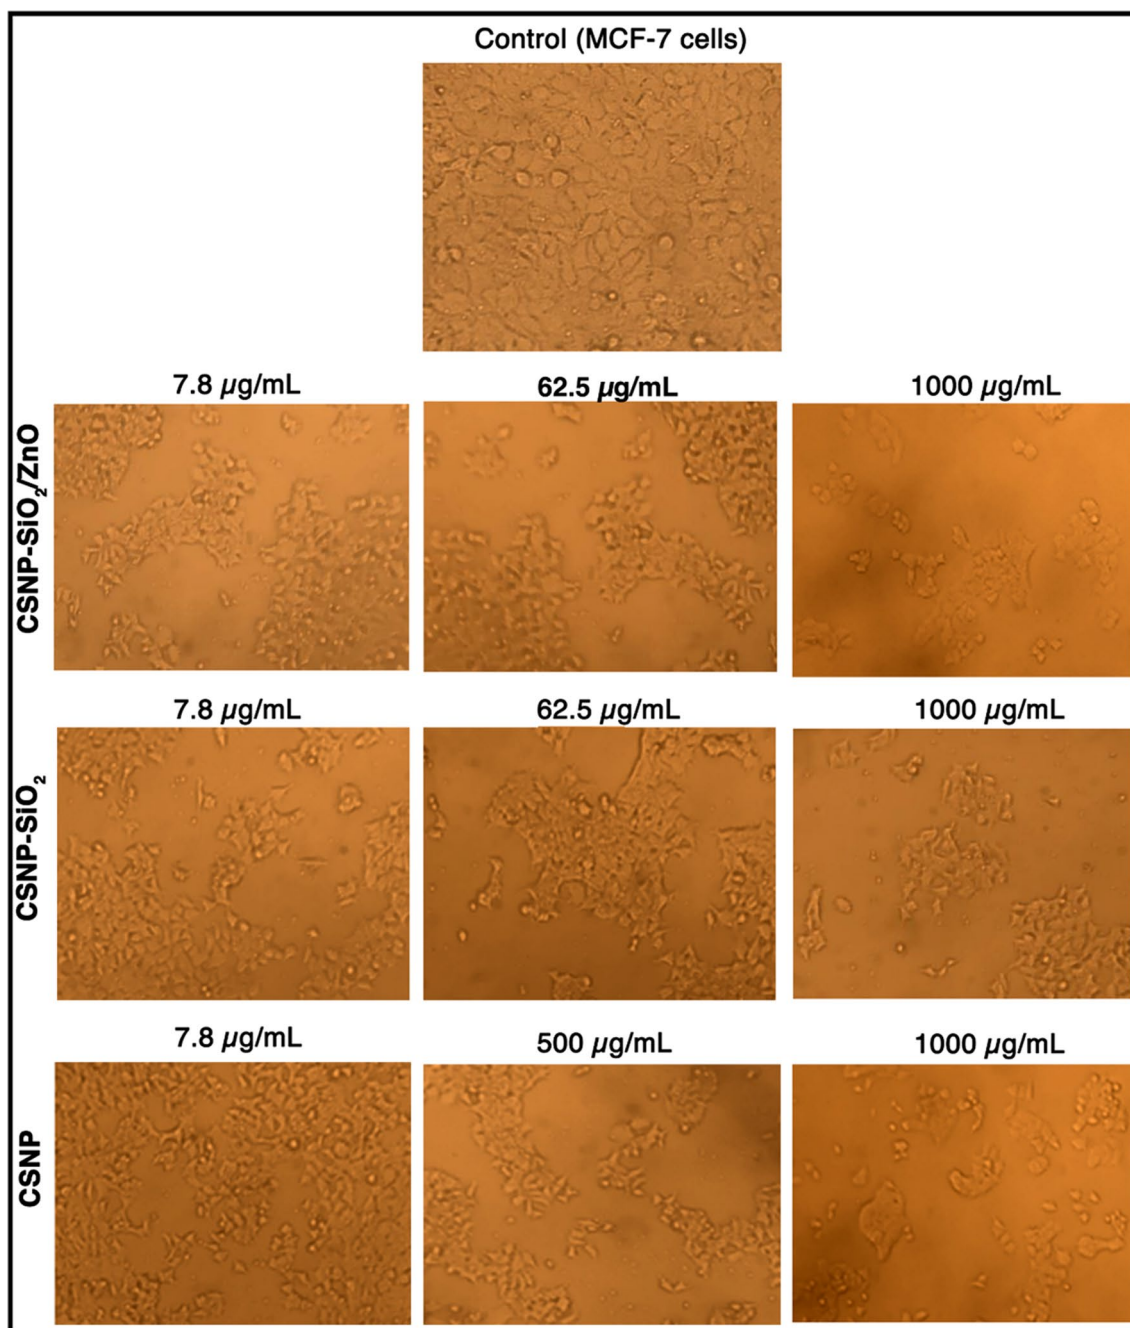 Control (MCF-7 cells)
7.8 µg/mL 62.5 µg/mL 1000 µg/mL
CSNP-SiO₂/ZnO
7.8 µg/mL 62.5 µg/mL 1000 µg/mL
CSNP-SiO₂
7.8 µg/mL 500 µg/mL 1000 µg/mL
CSNP